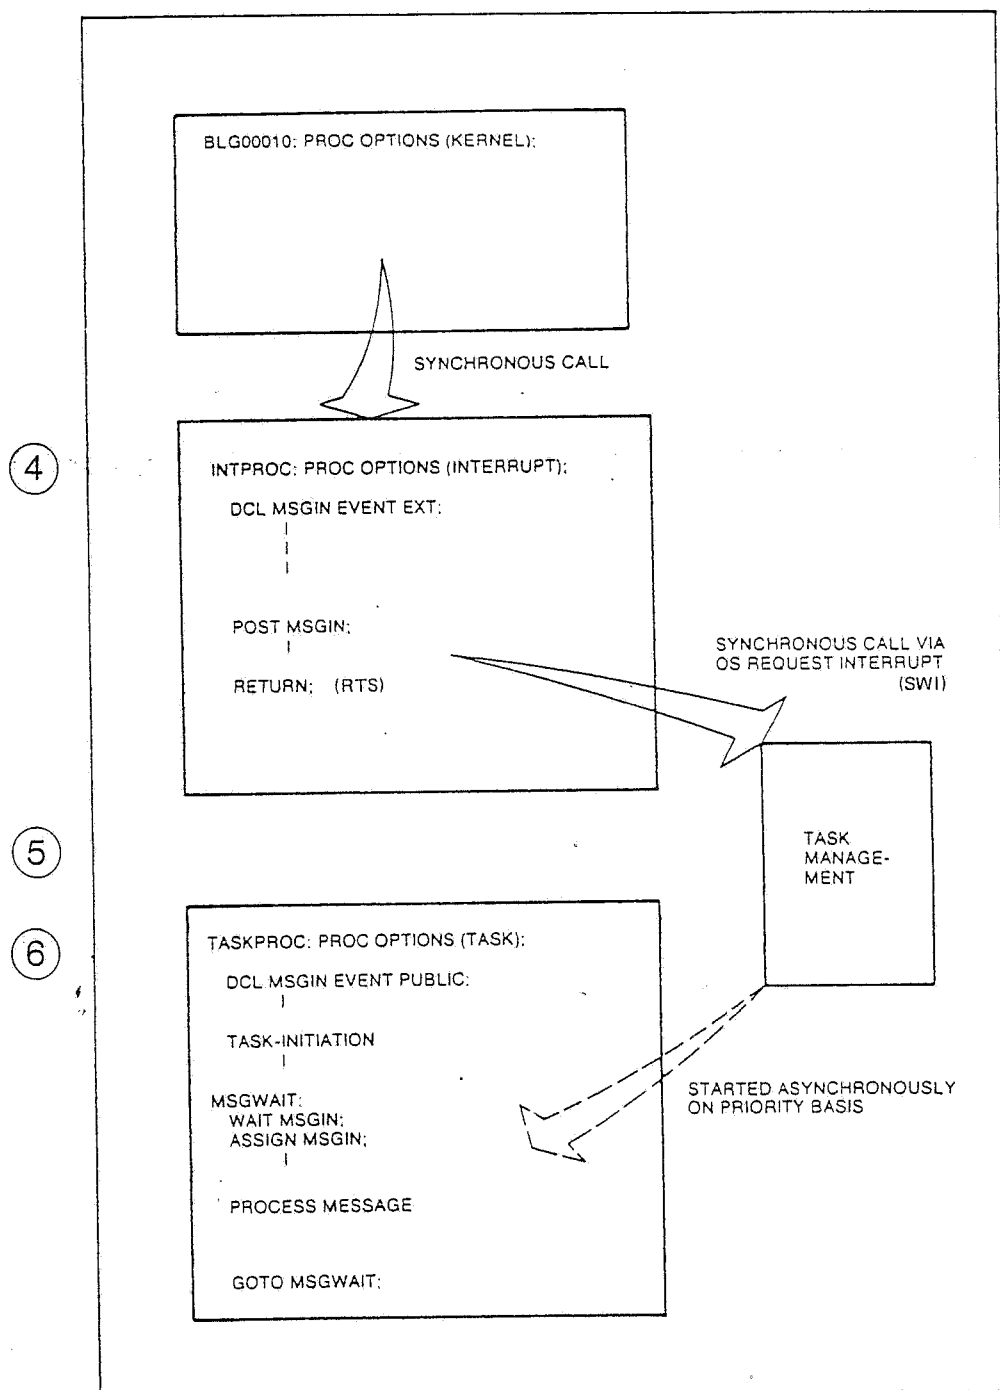 BLG00010: PROC OPTIONS (KERNEL);
SYNCHRONOUS CALL
4
INTPROC: PROC OPTIONS (INTERRUPT);
DCL MSGIN EVENT EXT;
POST MSGIN;
RETURN; (RTS)
SYNCHRONOUS CALL VIA
OS REQUEST INTERRUPT
(SWI)
5
TASK
MANAGE-
MENT
6
TASKPROC: PROC OPTIONS (TASK);
DCL MSGIN EVENT PUBLIC;
TASK-INITIATION
MSGWAIT:
WAIT MSGIN;
ASSIGN MSGIN;
STARTED ASYNCHRONOUSLY
ON PRIORITY BASIS
PROCESS MESSAGE
GOTO MSGWAIT;